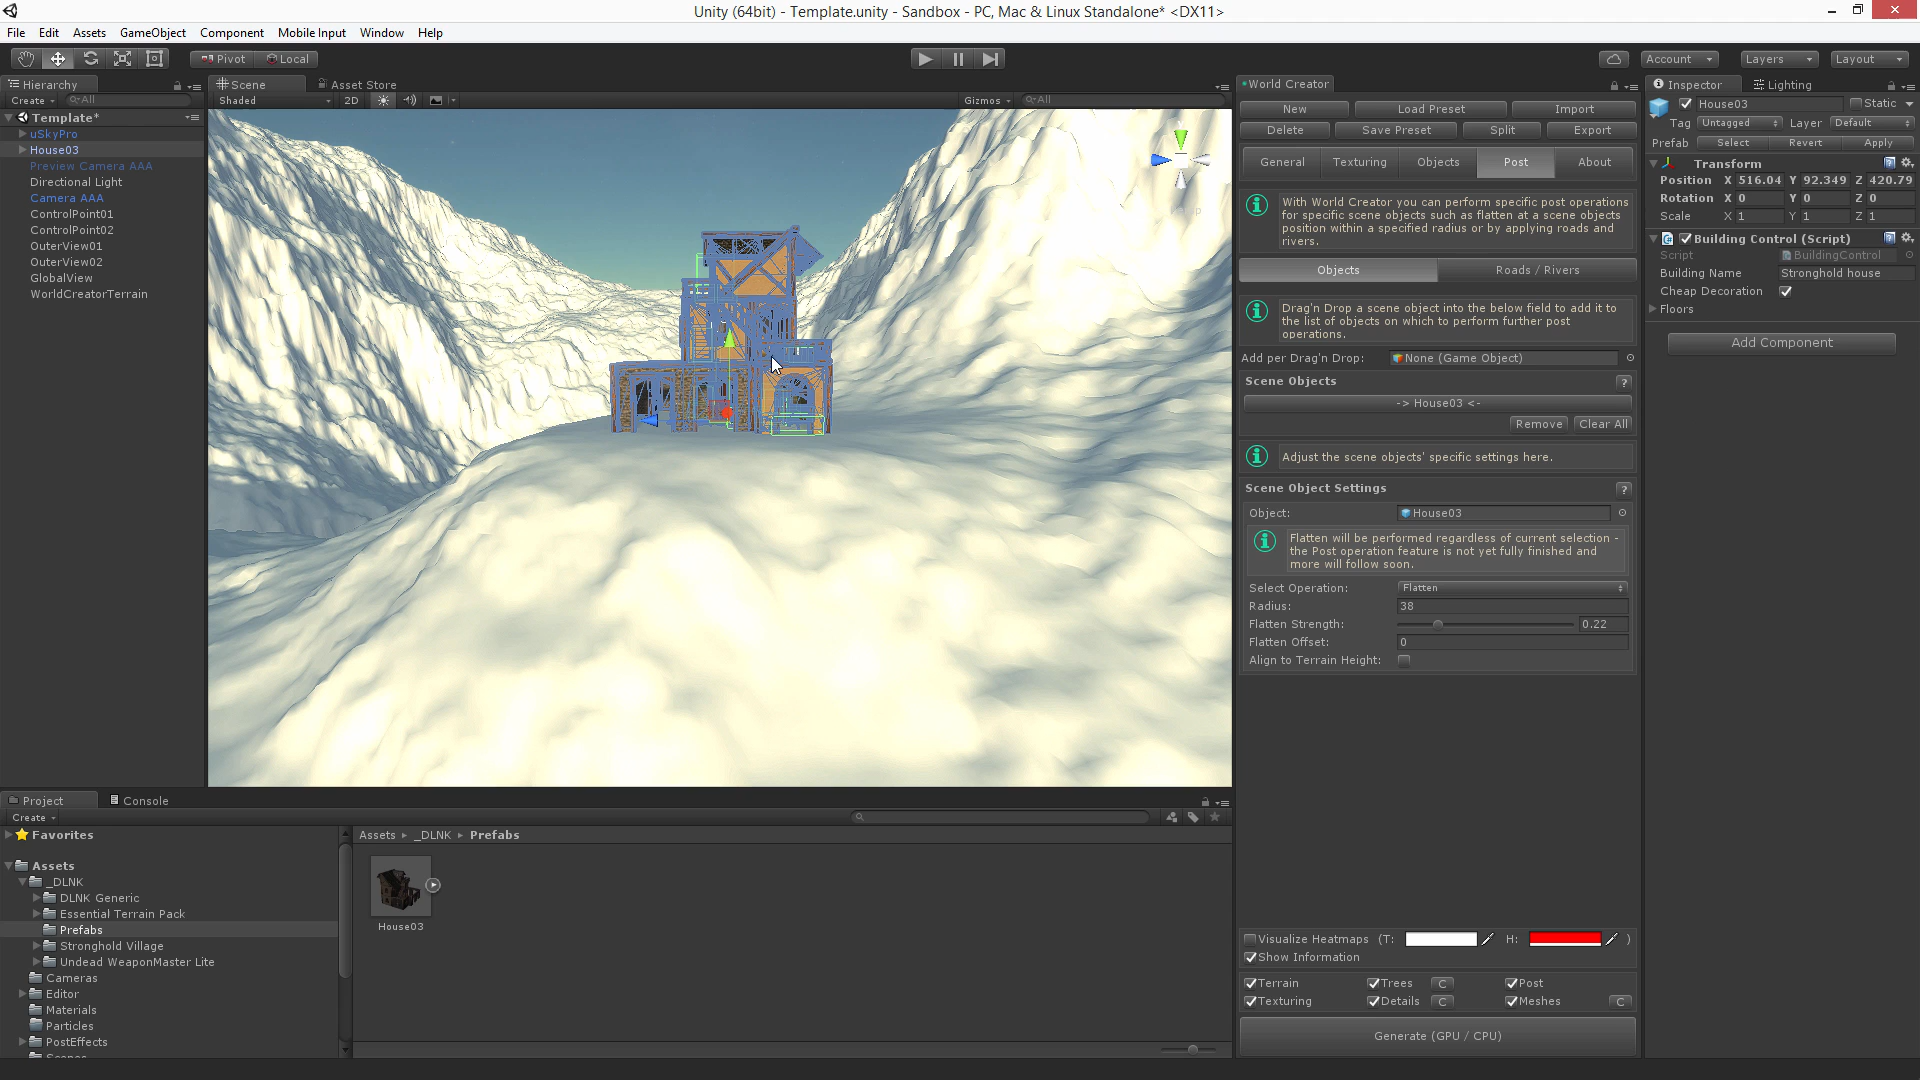 Unity (64bit) - Template.unity - Sandbox - PC, Mac & Linux Standalone* <DX11>
File Edit Assets GameObject Component Mobile Input Window Help
Pivot Local
Account Layers Layout
Hierarchy
Create All
Template*
uSkyPro
House03
Preview Camera AAA
Directional Light
Camera AAA
ControlPoint01
ControlPoint02
OuterView01
OuterView02
GlobalView
WorldCreatorTerrain
Scene Asset Store
Shaded 2D Gizmos All
World Creator
New Load Preset Import
Delete Save Preset Split Export
General Texturing Objects Post About
With World Creator you can perform specific post operations
for specific scene objects such as flatten at a scene objects
position within a specified radius or by applying roads and
rivers.
Objects Roads / Rivers
Drag'n Drop a scene object into the below field to add it to
the list of objects on which to perform further post
operations.
Add per Drag'n Drop: None (Game Object)
Scene Objects ?
-> House03 <-
Remove Clear All
Adjust the scene objects' specific settings here.
Scene Object Settings ?
Object: House03
Flatten will be performed regardless of current selection -
the Post operation feature is not yet fully finished and
more will follow soon.
Select Operation: Flatten
Radius: 38
Flatten Strength: 0.22
Flatten Offset: 0
Align to Terrain Height:
Visualize Heatmaps (T: H: )
Show Information
Terrain Trees C Post
Texturing Details C Meshes C
Generate (GPU / CPU)
Inspector Lighting
House03 Static
Tag Untagged Layer Default
Prefab Select Revert Apply
Transform
Position X 516.04 Y 92.349 Z 420.79
Rotation X 0 Y 0 Z 0
Scale X 1 Y 1 Z 1
Building Control (Script)
Script BuildingControl
Building Name Stronghold house
Cheap Decoration
Floors
Add Component
Project Console
Create
Favorites
Assets
_DLNK
DLNK Generic
Essential Terrain Pack
Prefabs
Stronghold Village
Undead WeaponMaster Lite
Cameras
Editor
Materials
Particles
PostEffects
Scenes
Assets _DLNK Prefabs
House03